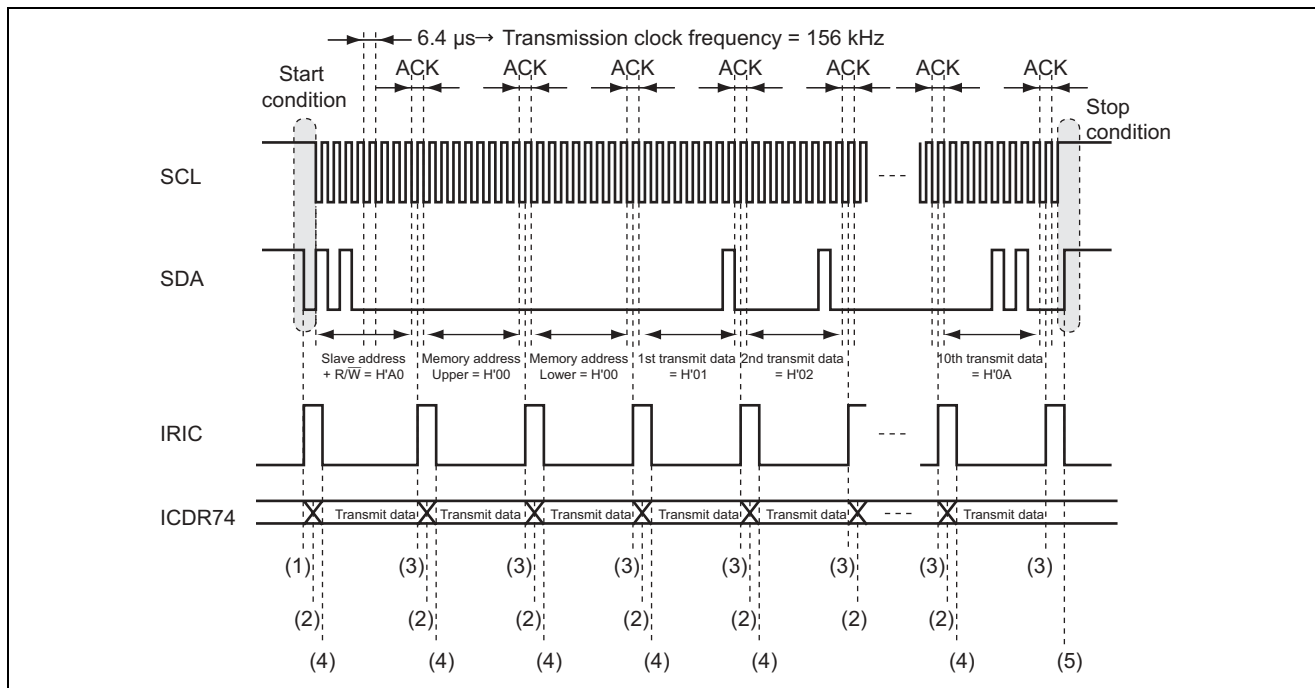 6.4 µs→ Transmission clock frequency = 156 kHz
ACK ACK ACK ACK ACK ACK ACK
Start
condition
Stop
condition
SCL
- - -
SDA
Slave address
+ R/W̅ = H'A0
Memory address
Upper = H'00
Memory address
Lower = H'00
1st transmit data
= H'01
2nd transmit data
= H'02
10th transmit data
= H'0A
IRIC
- - -
ICDR74
Transmit data Transmit data Transmit data Transmit data Transmit data - - - Transmit data
(1) (3) (3) (3) (3) (3) (3) (3)
(2) (2) (2) (2) (2) (2) (2)
(4) (4) (4) (4) (4) (4) (5)